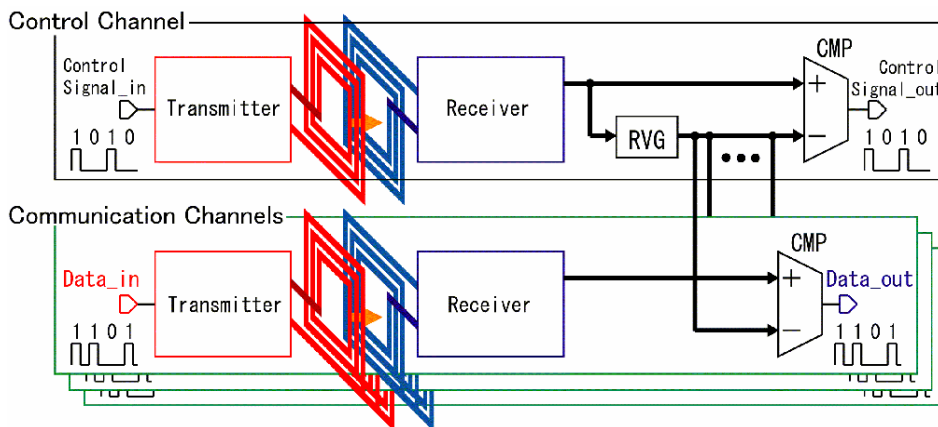 Control Channel
Control
Signal_in
1 0 1 0
Transmitter
Receiver
RVG
CMP
+
−
Control
Signal_out
1 0 1 0
Communication Channels
Data_in
1 1 0 1
Transmitter
Receiver
CMP
+
−
Data_out
1 1 0 1